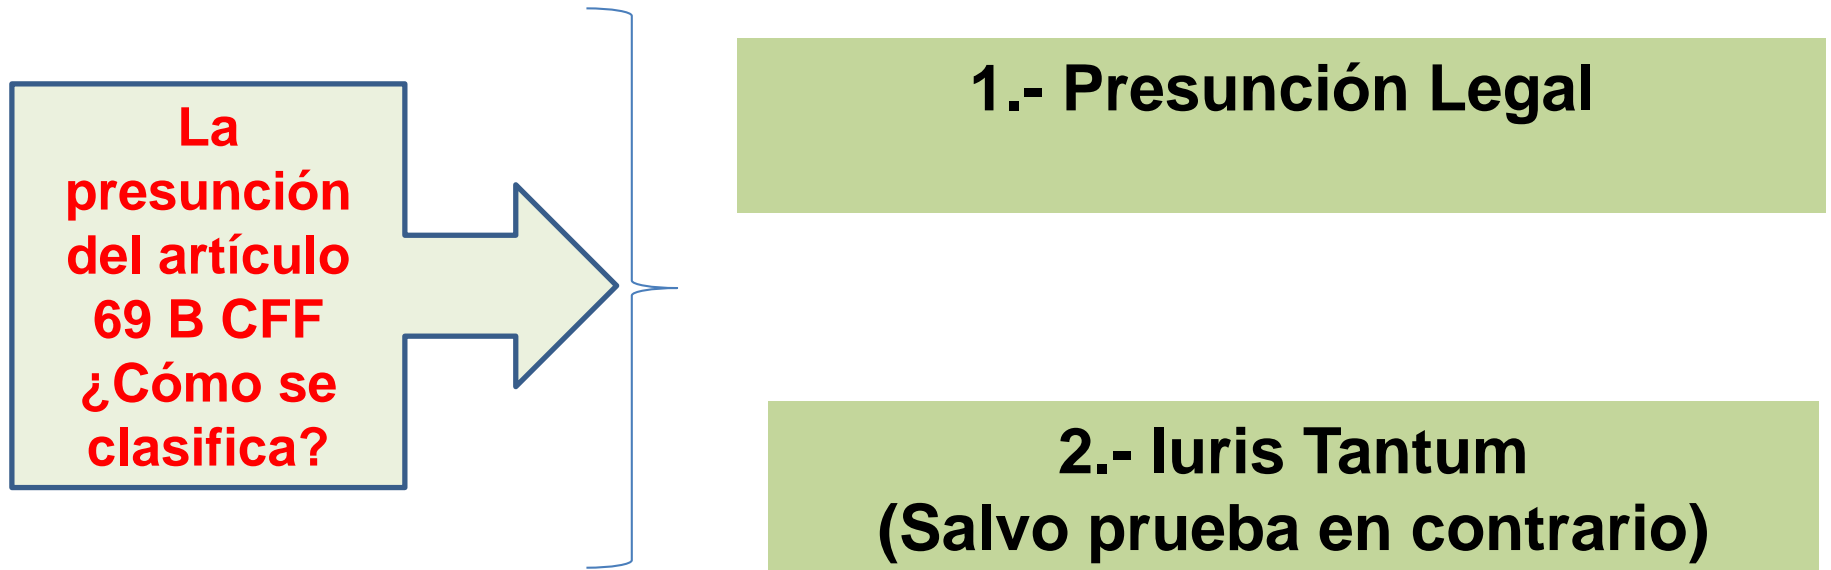 La
presunción
del artículo
69 B CFF
¿Cómo se
clasifica?
1.- Presunción Legal
2.- Iuris Tantum
(Salvo prueba en contrario)